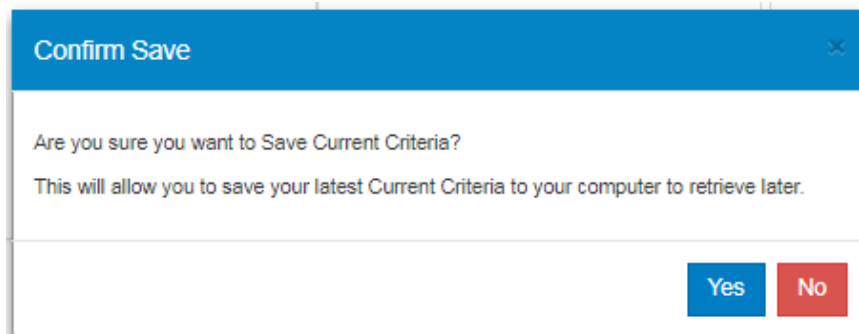 Confirm Save
×
Are you sure you want to Save Current Criteria?
This will allow you to save your latest Current Criteria to your computer to retrieve later.
Yes No